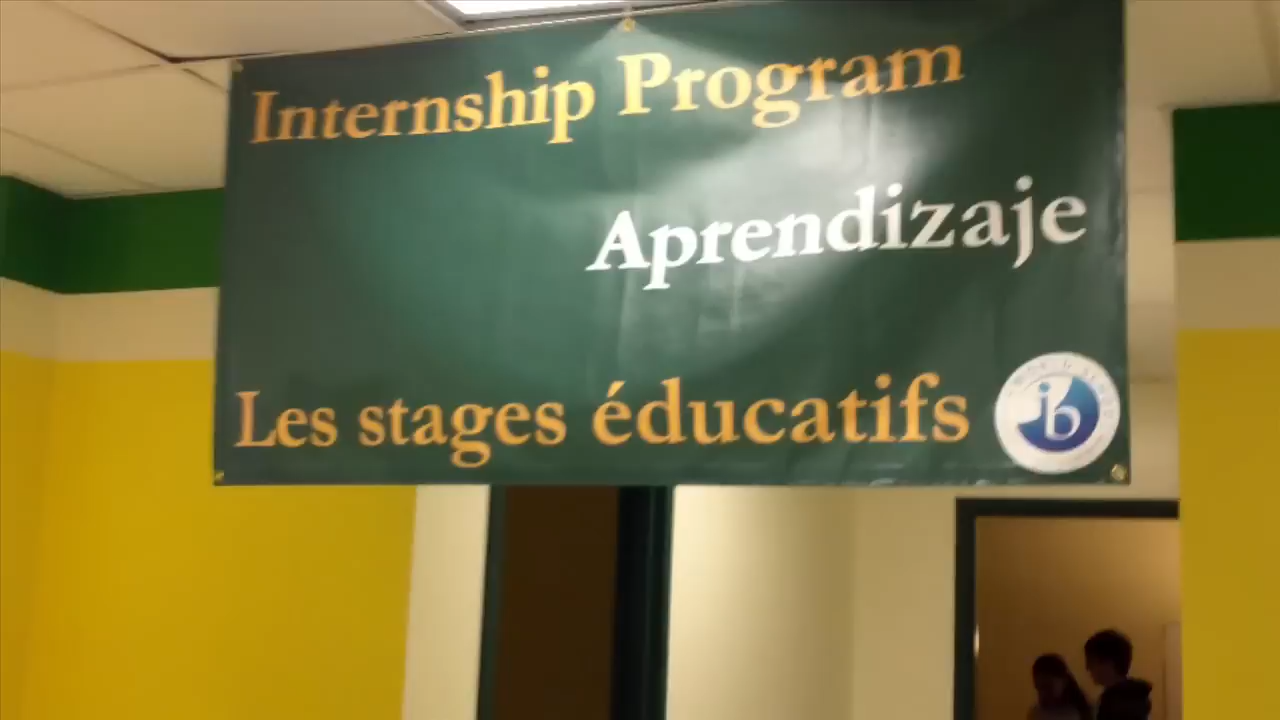 Internship Program
Aprendizaje
Les stages éducatifs
ib